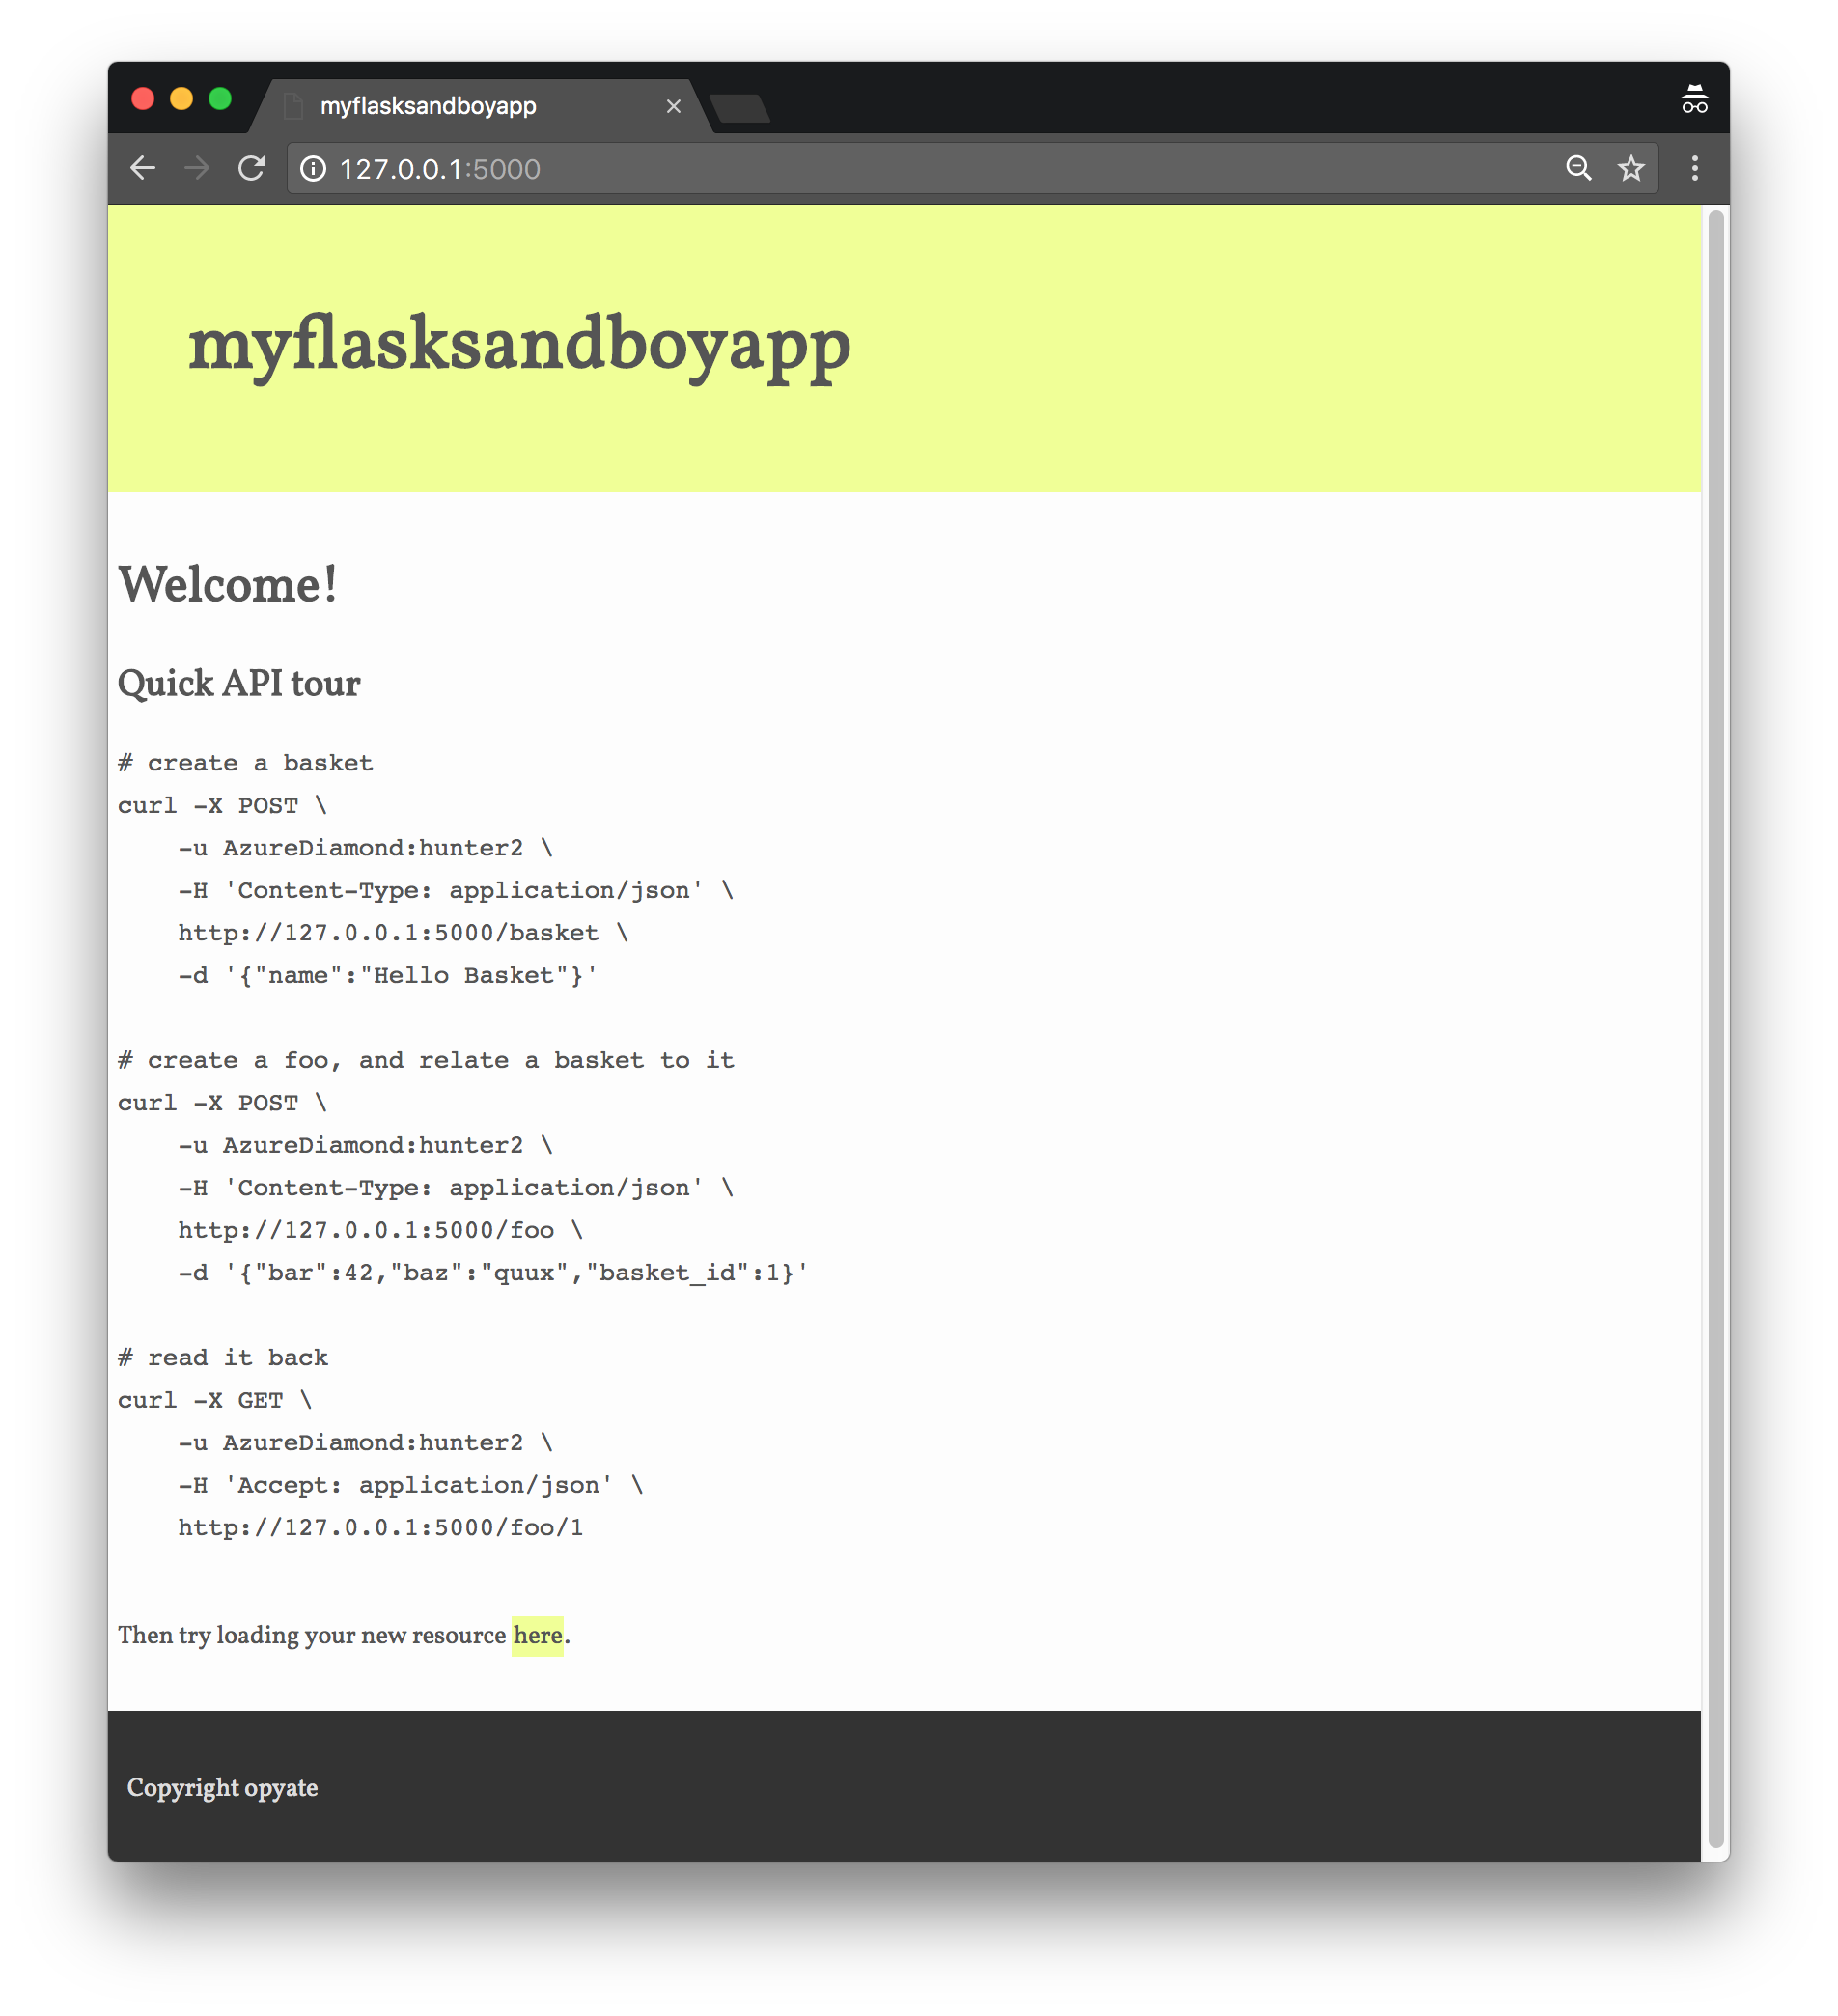 myflasksandboyapp
127.0.0.1:5000
myflasksandboyapp
Welcome!
Quick API tour
# create a basket
curl -X POST \
    -u AzureDiamond:hunter2 \
    -H 'Content-Type: application/json' \
    http://127.0.0.1:5000/basket \
    -d '{"name":"Hello Basket"}'
# create a foo, and relate a basket to it
curl -X POST \
    -u AzureDiamond:hunter2 \
    -H 'Content-Type: application/json' \
    http://127.0.0.1:5000/foo \
    -d '{"bar":42,"baz":"quux","basket_id":1}'
# read it back
curl -X GET \
    -u AzureDiamond:hunter2 \
    -H 'Accept: application/json' \
    http://127.0.0.1:5000/foo/1
Then try loading your new resource here.
Copyright opyate